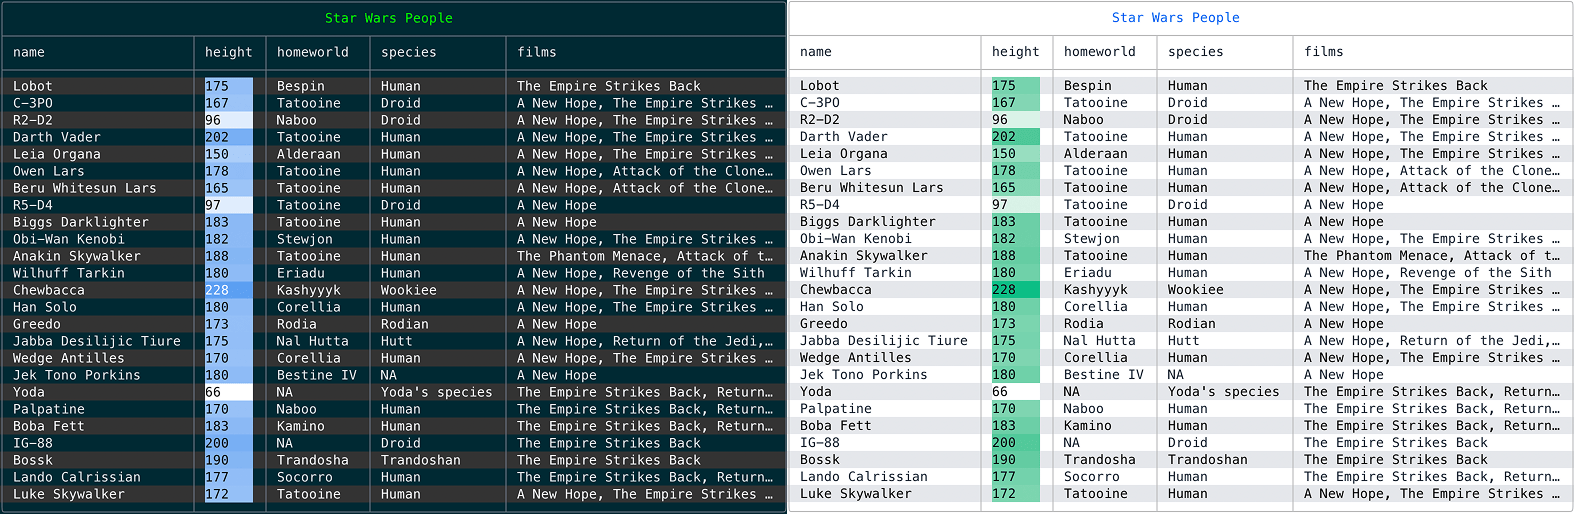 Star Wars People
name height homeworld species films
Lobot 175 Bespin Human The Empire Strikes Back
C-3PO 167 Tatooine Droid A New Hope, The Empire Strikes …
R2-D2 96 Naboo Droid A New Hope, The Empire Strikes …
Darth Vader 202 Tatooine Human A New Hope, The Empire Strikes …
Leia Organa 150 Alderaan Human A New Hope, The Empire Strikes …
Owen Lars 178 Tatooine Human A New Hope, Attack of the Clone…
Beru Whitesun Lars 165 Tatooine Human A New Hope, Attack of the Clone…
R5-D4 97 Tatooine Droid A New Hope
Biggs Darklighter 183 Tatooine Human A New Hope
Obi-Wan Kenobi 182 Stewjon Human A New Hope, The Empire Strikes …
Anakin Skywalker 188 Tatooine Human The Phantom Menace, Attack of t…
Wilhuff Tarkin 180 Eriadu Human A New Hope, Revenge of the Sith
Chewbacca 228 Kashyyyk Wookiee A New Hope, The Empire Strikes …
Han Solo 180 Corellia Human A New Hope, The Empire Strikes …
Greedo 173 Rodia Rodian A New Hope
Jabba Desilijic Tiure 175 Nal Hutta Hutt A New Hope, Return of the Jedi,…
Wedge Antilles 170 Corellia Human A New Hope, The Empire Strikes …
Jek Tono Porkins 180 Bestine IV NA A New Hope
Yoda 66 NA Yoda's species The Empire Strikes Back, Return…
Palpatine 170 Naboo Human The Empire Strikes Back, Return…
Boba Fett 183 Kamino Human The Empire Strikes Back, Return…
IG-88 200 NA Droid The Empire Strikes Back
Bossk 190 Trandosha Trandoshan The Empire Strikes Back
Lando Calrissian 177 Socorro Human The Empire Strikes Back, Return…
Luke Skywalker 172 Tatooine Human A New Hope, The Empire Strikes …
Star Wars People
name height homeworld species films
Lobot 175 Bespin Human The Empire Strikes Back
C-3PO 167 Tatooine Droid A New Hope, The Empire Strikes …
R2-D2 96 Naboo Droid A New Hope, The Empire Strikes …
Darth Vader 202 Tatooine Human A New Hope, The Empire Strikes …
Leia Organa 150 Alderaan Human A New Hope, The Empire Strikes …
Owen Lars 178 Tatooine Human A New Hope, Attack of the Clone…
Beru Whitesun Lars 165 Tatooine Human A New Hope, Attack of the Clone…
R5-D4 97 Tatooine Droid A New Hope
Biggs Darklighter 183 Tatooine Human A New Hope
Obi-Wan Kenobi 182 Stewjon Human A New Hope, The Empire Strikes …
Anakin Skywalker 188 Tatooine Human The Phantom Menace, Attack of t…
Wilhuff Tarkin 180 Eriadu Human A New Hope, Revenge of the Sith
Chewbacca 228 Kashyyyk Wookiee A New Hope, The Empire Strikes …
Han Solo 180 Corellia Human A New Hope, The Empire Strikes …
Greedo 173 Rodia Rodian A New Hope
Jabba Desilijic Tiure 175 Nal Hutta Hutt A New Hope, Return of the Jedi,…
Wedge Antilles 170 Corellia Human A New Hope, The Empire Strikes …
Jek Tono Porkins 180 Bestine IV NA A New Hope
Yoda 66 NA Yoda's species The Empire Strikes Back, Return…
Palpatine 170 Naboo Human The Empire Strikes Back, Return…
Boba Fett 183 Kamino Human The Empire Strikes Back, Return…
IG-88 200 NA Droid The Empire Strikes Back
Bossk 190 Trandosha Trandoshan The Empire Strikes Back
Lando Calrissian 177 Socorro Human The Empire Strikes Back, Return…
Luke Skywalker 172 Tatooine Human A New Hope, The Empire Strikes …